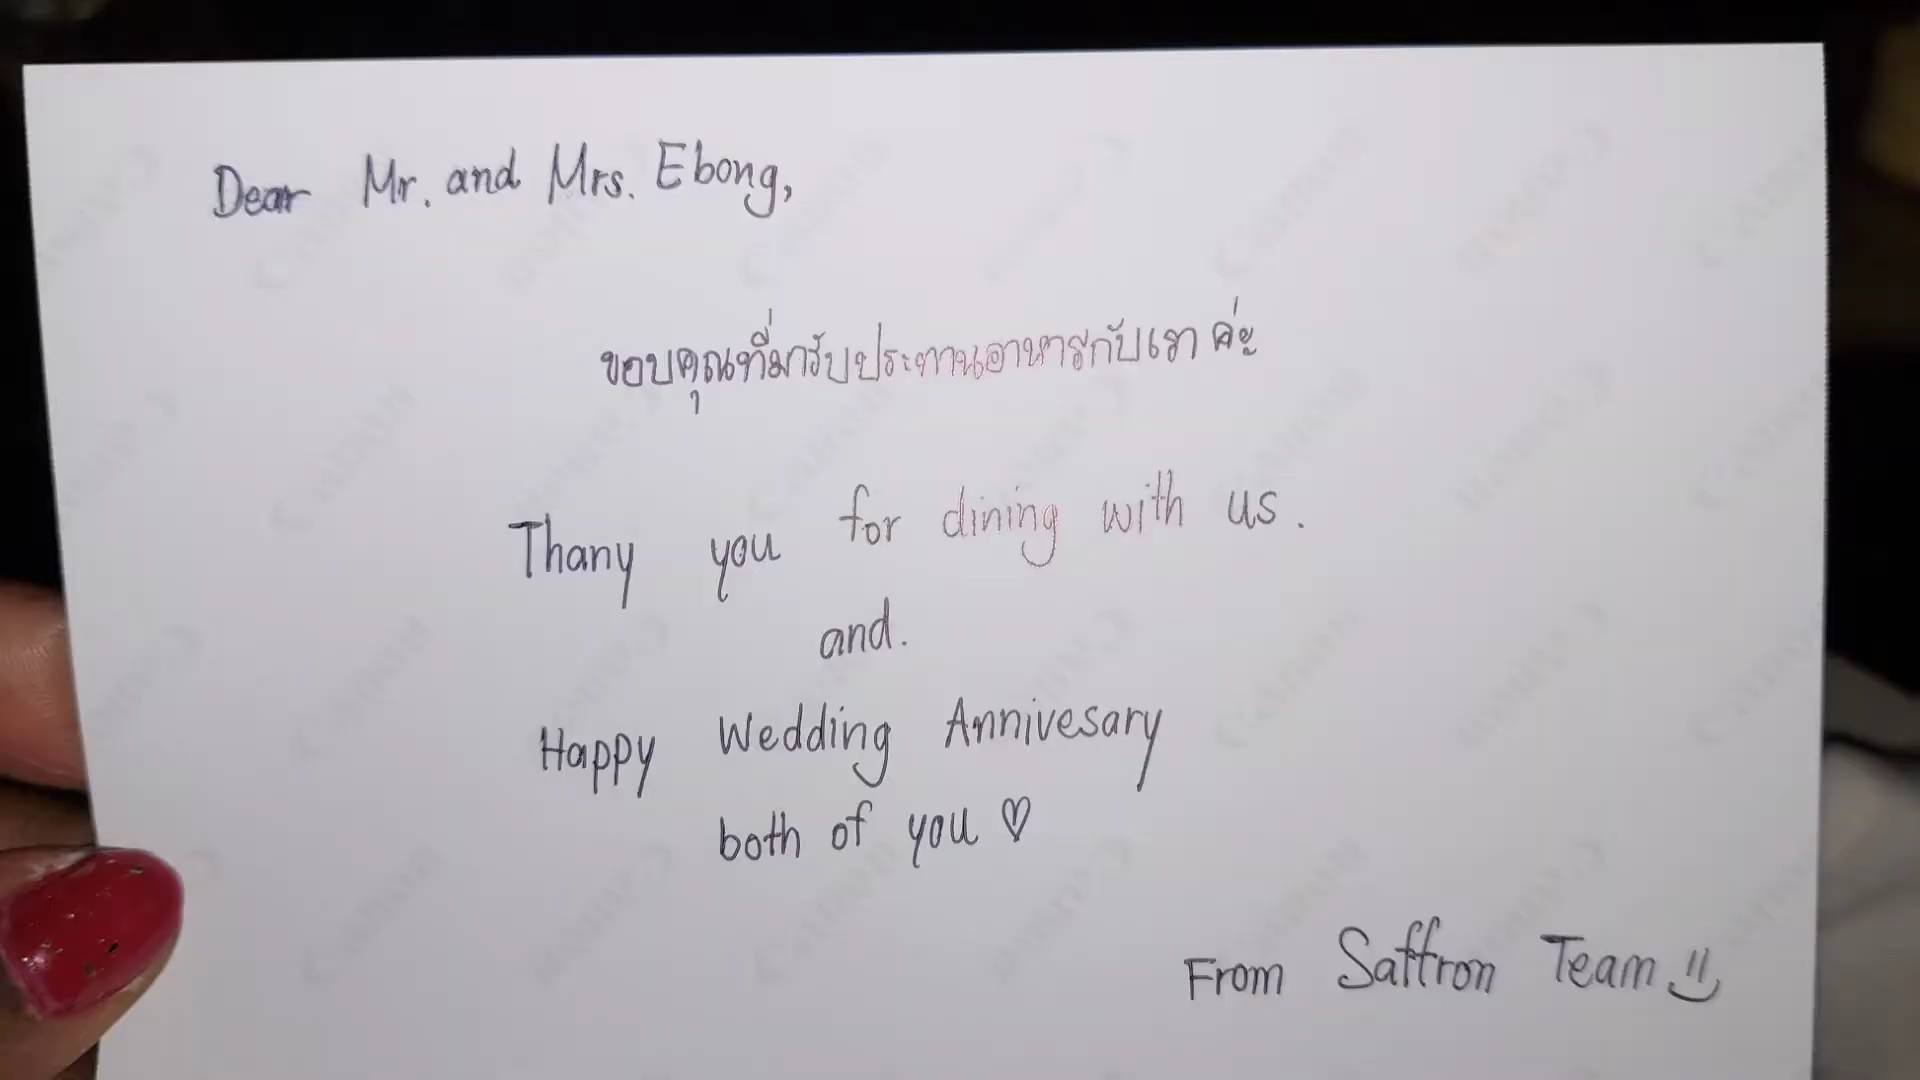 Dear Mr. and Mrs. Ebong,
ขอบคุณที่มารับประทานอาหารกับเรา ค่ะ
Thany you for dining with us.
and.
Happy Wedding Annivesary
both of you ♡
From Saffron Team